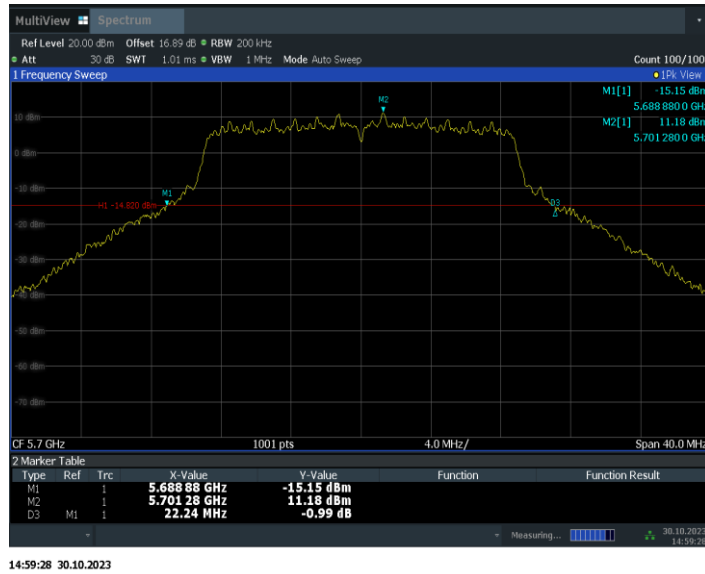 MultiView Spectrum
Ref Level 20.00 dBm Offset 16.89 dB RBW 200 kHz
Att 30 dB SWT 1.01 ms VBW 1 MHz Mode Auto Sweep Count 100/100
1 Frequency Sweep 1Pk View
M1[1] -15.15 dBm
5.688 880 0 GHz
M2[1] 11.18 dBm
5.701 280 0 GHz
M2
10 dBm
0 dBm
-10 dBm
M1
H1 -14.820 dBm
D3
-20 dBm
-30 dBm
-40 dBm
-50 dBm
-60 dBm
-70 dBm
CF 5.7 GHz 1001 pts 4.0 MHz/ Span 40.0 MHz
2 Marker Table
Type Ref Trc X-Value Y-Value Function Function Result
M1 1 5.688 88 GHz -15.15 dBm
M2 1 5.701 28 GHz 11.18 dBm
D3 M1 1 22.24 MHz -0.99 dB
Measuring... 30.10.2023
14:59:28
14:59:28 30.10.2023